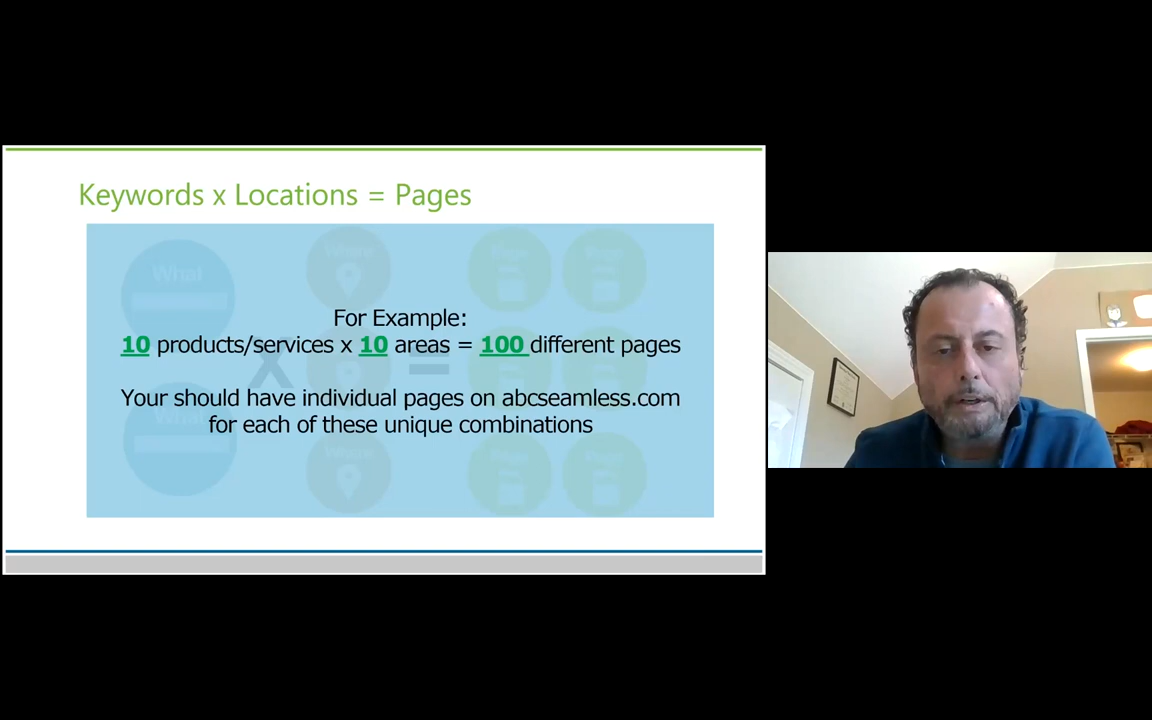 Keywords x Locations = Pages
For Example:
10 products/services x 10 areas = 100 different pages
Your should have individual pages on abcseamless.com
for each of these unique combinations
What
x
=